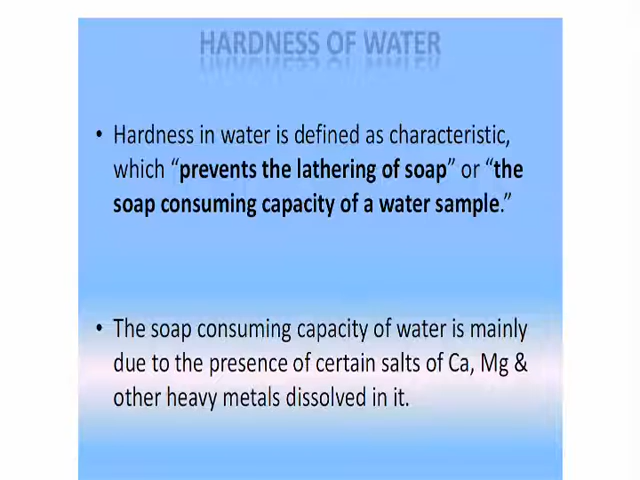 HARDNESS OF WATER
• Hardness in water is defined as characteristic,
which “prevents the lathering of soap” or “the
soap consuming capacity of a water sample.”
• The soap consuming capacity of water is mainly
due to the presence of certain salts of Ca, Mg &
other heavy metals dissolved in it.